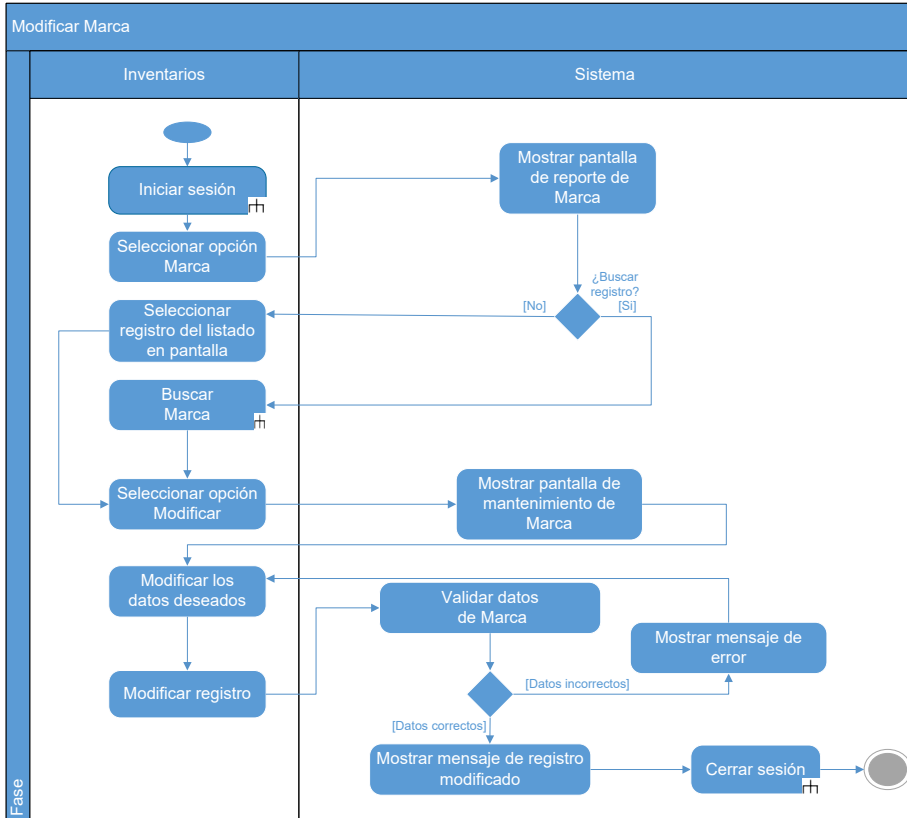 Modificar Marca
Inventarios
Sistema
Fase
Iniciar sesión
Mostrar pantalla
de reporte de
Marca
Seleccionar opción
Marca
¿Buscar
registro?
[No]
[Si]
Seleccionar
registro del listado
en pantalla
Buscar
Marca
Seleccionar opción
Modificar
Mostrar pantalla de
mantenimiento de
Marca
Modificar los
datos deseados
Validar datos
de Marca
Mostrar mensaje de
error
Modificar registro
[Datos incorrectos]
[Datos correctos]
Mostrar mensaje de registro
modificado
Cerrar sesión